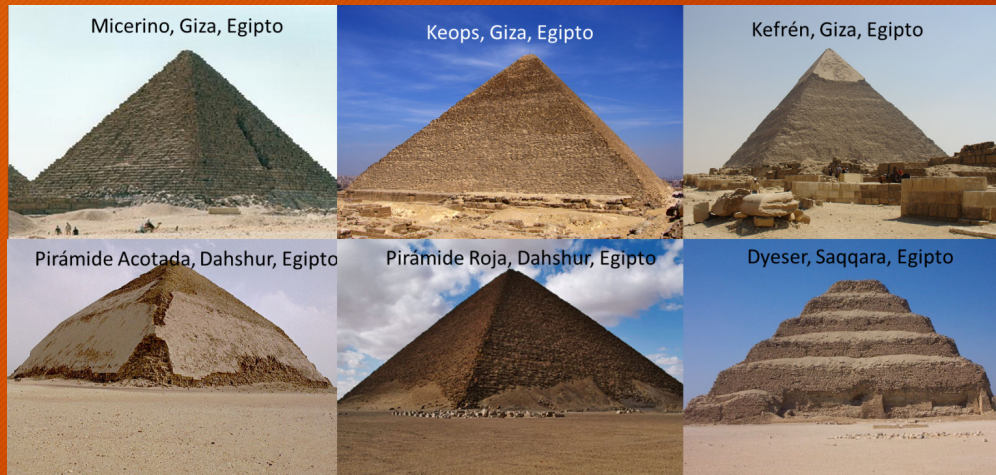 Micerino, Giza, Egipto
Keops, Giza, Egipto
Kefrén, Giza, Egipto
Pirámide Acotada, Dahshur, Egipto
Pirámide Roja, Dahshur, Egipto
Dyeser, Saqqara, Egipto